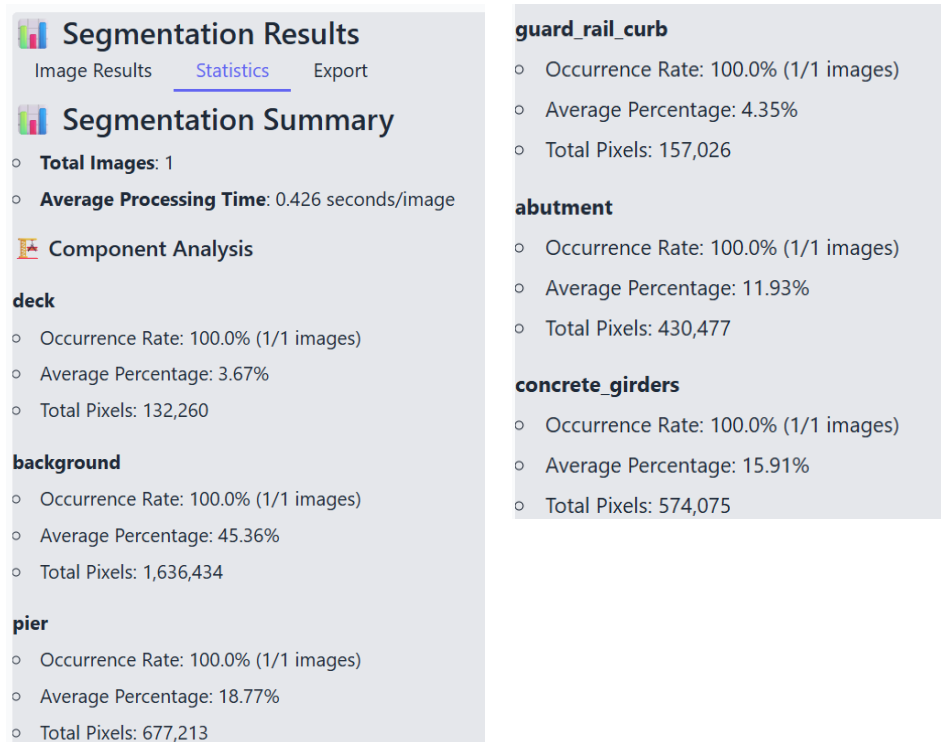 Segmentation Results
Image Results Statistics Export
Segmentation Summary
Total Images: 1
Average Processing Time: 0.426 seconds/image
Component Analysis
deck
Occurrence Rate: 100.0% (1/1 images)
Average Percentage: 3.67%
Total Pixels: 132,260
background
Occurrence Rate: 100.0% (1/1 images)
Average Percentage: 45.36%
Total Pixels: 1,636,434
pier
Occurrence Rate: 100.0% (1/1 images)
Average Percentage: 18.77%
Total Pixels: 677,213
guard_rail_curb
Occurrence Rate: 100.0% (1/1 images)
Average Percentage: 4.35%
Total Pixels: 157,026
abutment
Occurrence Rate: 100.0% (1/1 images)
Average Percentage: 11.93%
Total Pixels: 430,477
concrete_girders
Occurrence Rate: 100.0% (1/1 images)
Average Percentage: 15.91%
Total Pixels: 574,075